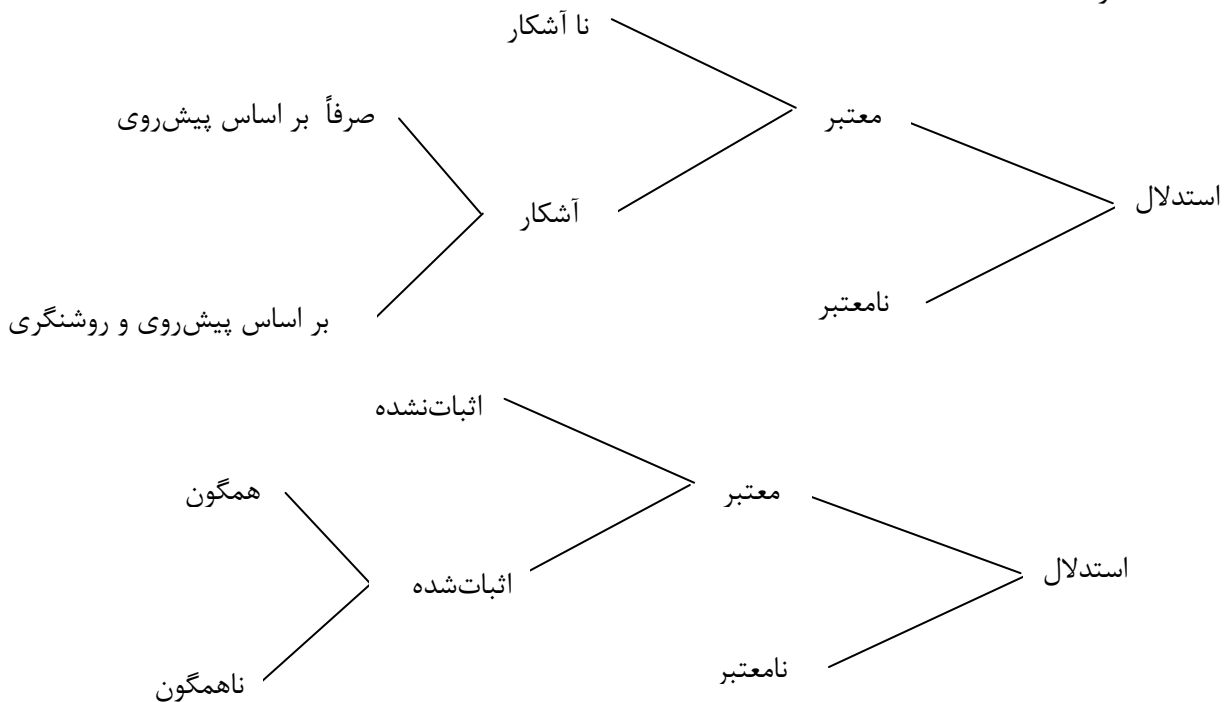 نا آشکار
صرفاً بر اساس پیش‌روی
معتبر
استدلال
آشکار
نامعتبر
بر اساس پیش‌روی و روشنگری
اثبات‌نشده
همگون
معتبر
استدلال
اثبات‌شده
نامعتبر
ناهمگون